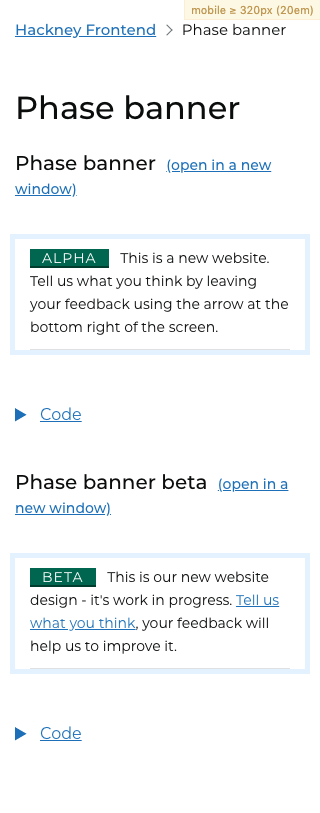 mobile ≥ 320px (20em)
Hackney Frontend > Phase banner
Phase banner
Phase banner (open in a new
window)
ALPHA This is a new website.
Tell us what you think by leaving
your feedback using the arrow at the
bottom right of the screen.
Code
Phase banner beta (open in a
new window)
BETA This is our new website
design - it's work in progress. Tell us
what you think, your feedback will
help us to improve it.
Code